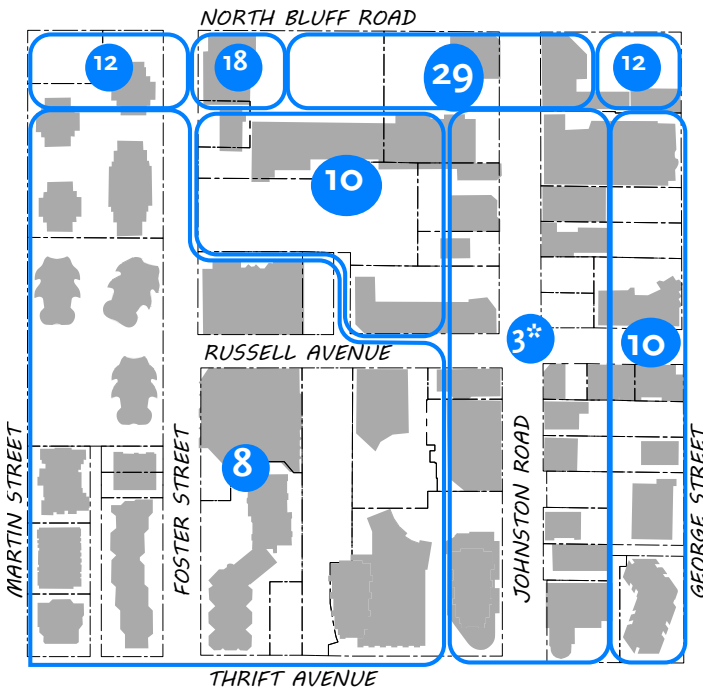 NORTH BLUFF ROAD
12
18
29
12
10
3*
10
RUSSELL AVENUE
8
MARTIN STREET
FOSTER STREET
JOHNSTON ROAD
GEORGE STREET
THRIFT AVENUE